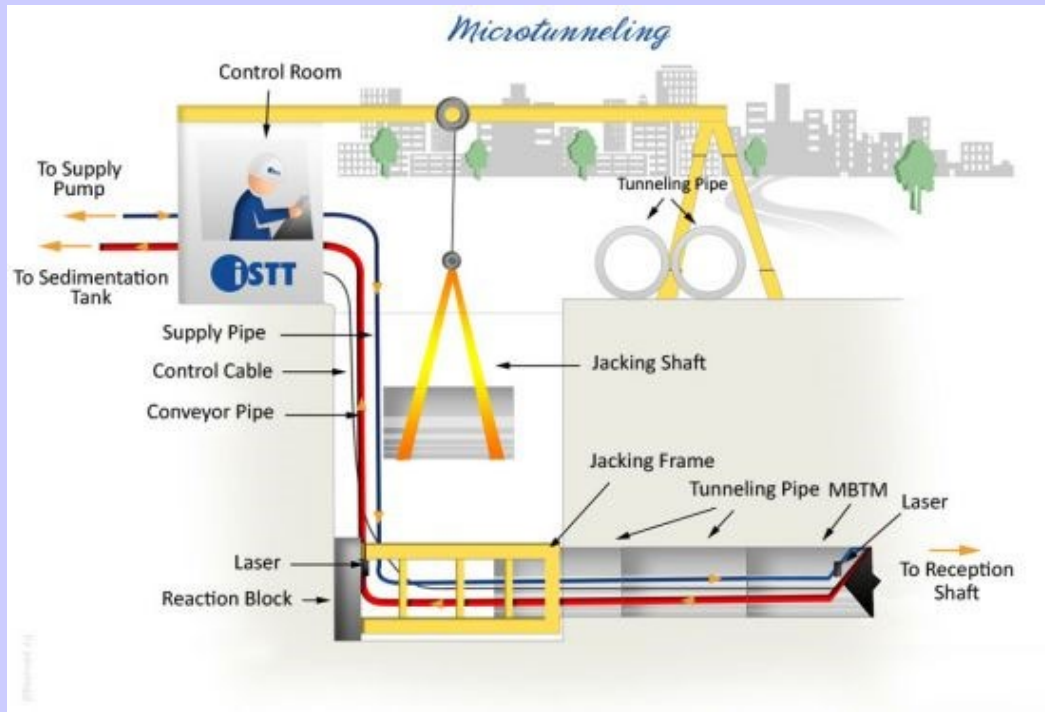 Microtunneling
Control Room
To Supply
Pump
Tunneling Pipe
To Sedimentation
Tank
iSTT
Supply Pipe
Control Cable
Conveyor Pipe
Jacking Shaft
Jacking Frame
Tunneling Pipe
MBTM
Laser
Laser
Reaction Block
To Reception
Shaft